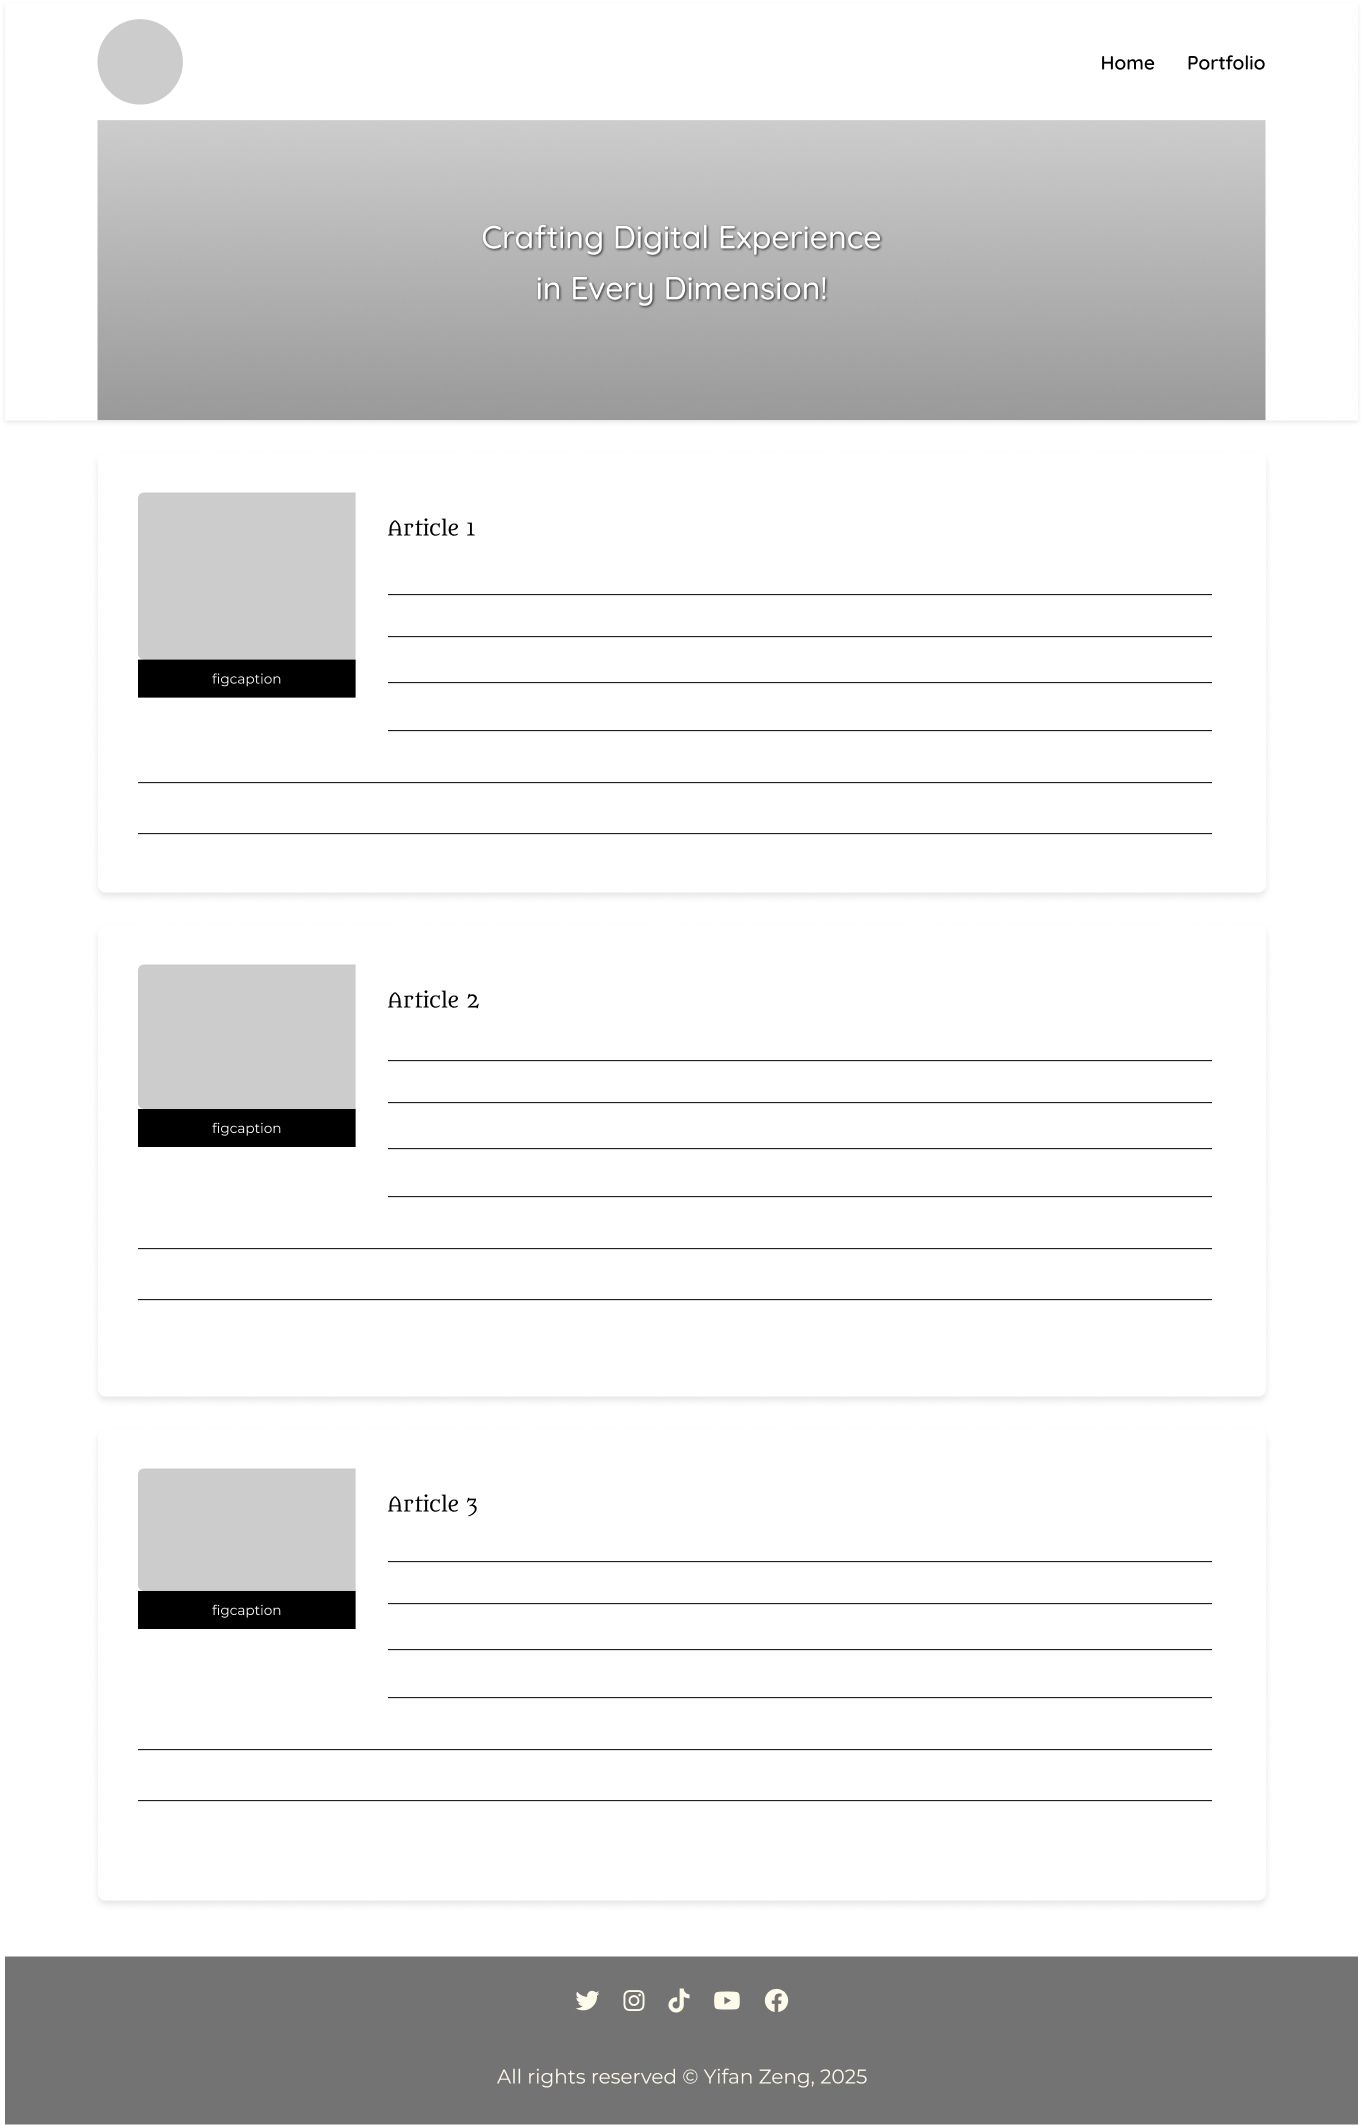 Home Portfolio
Crafting Digital Experience
in Every Dimension!
Article 1
figcaption
Article 2
figcaption
Article 3
figcaption
All rights reserved © Yifan Zeng, 2025